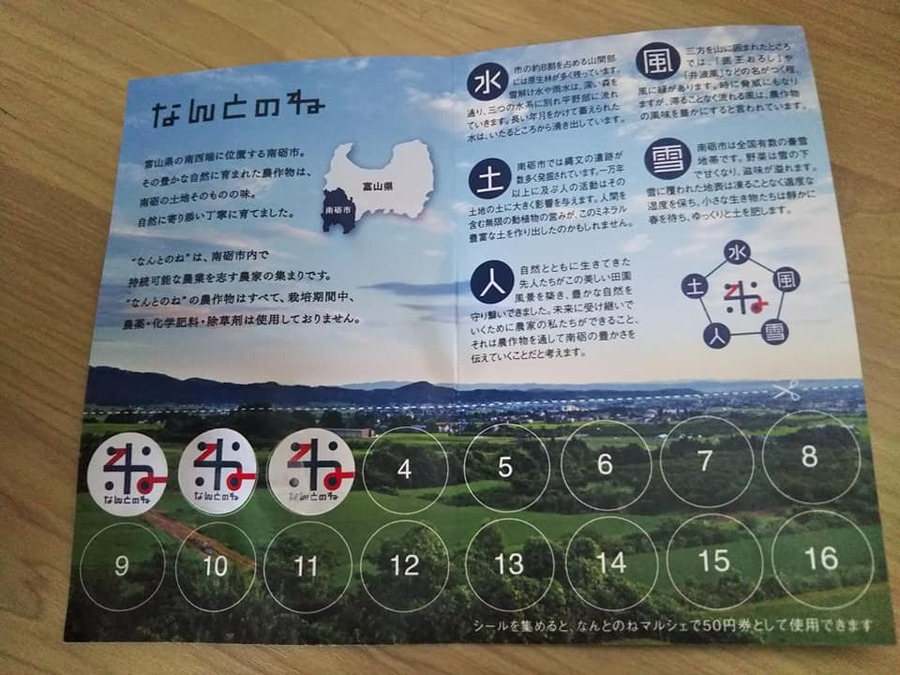 なんとのね
富山県の南西端に位置する南砺市。
その豊かな自然に育まれた農作物は、
南砺の土地そのものの味。
自然に寄り添い丁寧に育てました。
富山県
南砺市
"なんとのね"は、南砺市内で
持続可能な農業を志す農家の集まりです。
"なんとのね"の農作物はすべて、栽培期間中、
農薬・化学肥料・除草剤は使用しておりません。
水
市の約8割を占める山間部
には原生林が多く残っています。
雪解け水や雨水は、深い森を
通り、三つの水系に別れ平野部に流れ
ていきます。長い年月をかけて蓄えられた
水は、いたるところから湧き出しています。
風
三方を山に囲まれたところ
では、「医王おろし」や
「井波風」などの名がつく程、
風に縁があります。時に脅威にもなり
ますが、滞ることなく流れる風は、農作物
の風味を豊かにすると言われています。
土
南砺市では縄文の遺跡が
数多く発掘されています。一万年
以上に及ぶ人の活動はその
土地の土に大きく影響を与えます。人間を
含む無限の動植物の営みが、このミネラル
豊富な土を作り出したのかもしれません。
雪
南砺市は全国有数の豪雪
地帯です。野菜は雪の下
で甘くなり、滋味が溢れます。
雪に覆われた地表は凍ることなく適度な
湿度を保ち、小さな生き物たちは静かに
春を待ち、ゆっくりと土を肥します。
人
自然とともに生きてきた
先人たちがこの美しい田園
風景を築き、豊かな自然を
守り繋いできました。未来に受け継いで
いくために農家の私たちができること、
それは農作物を通して南砺の豊かさを
伝えていくことだと考えます。
水
土
ね
風
人
雪
ね
なんとのね
ね
なんとのね
ね
なんとのね
4
5
6
7
8
9
10
11
12
13
14
15
16
シールを集めると、なんとのねマルシェで50円券として使用できます